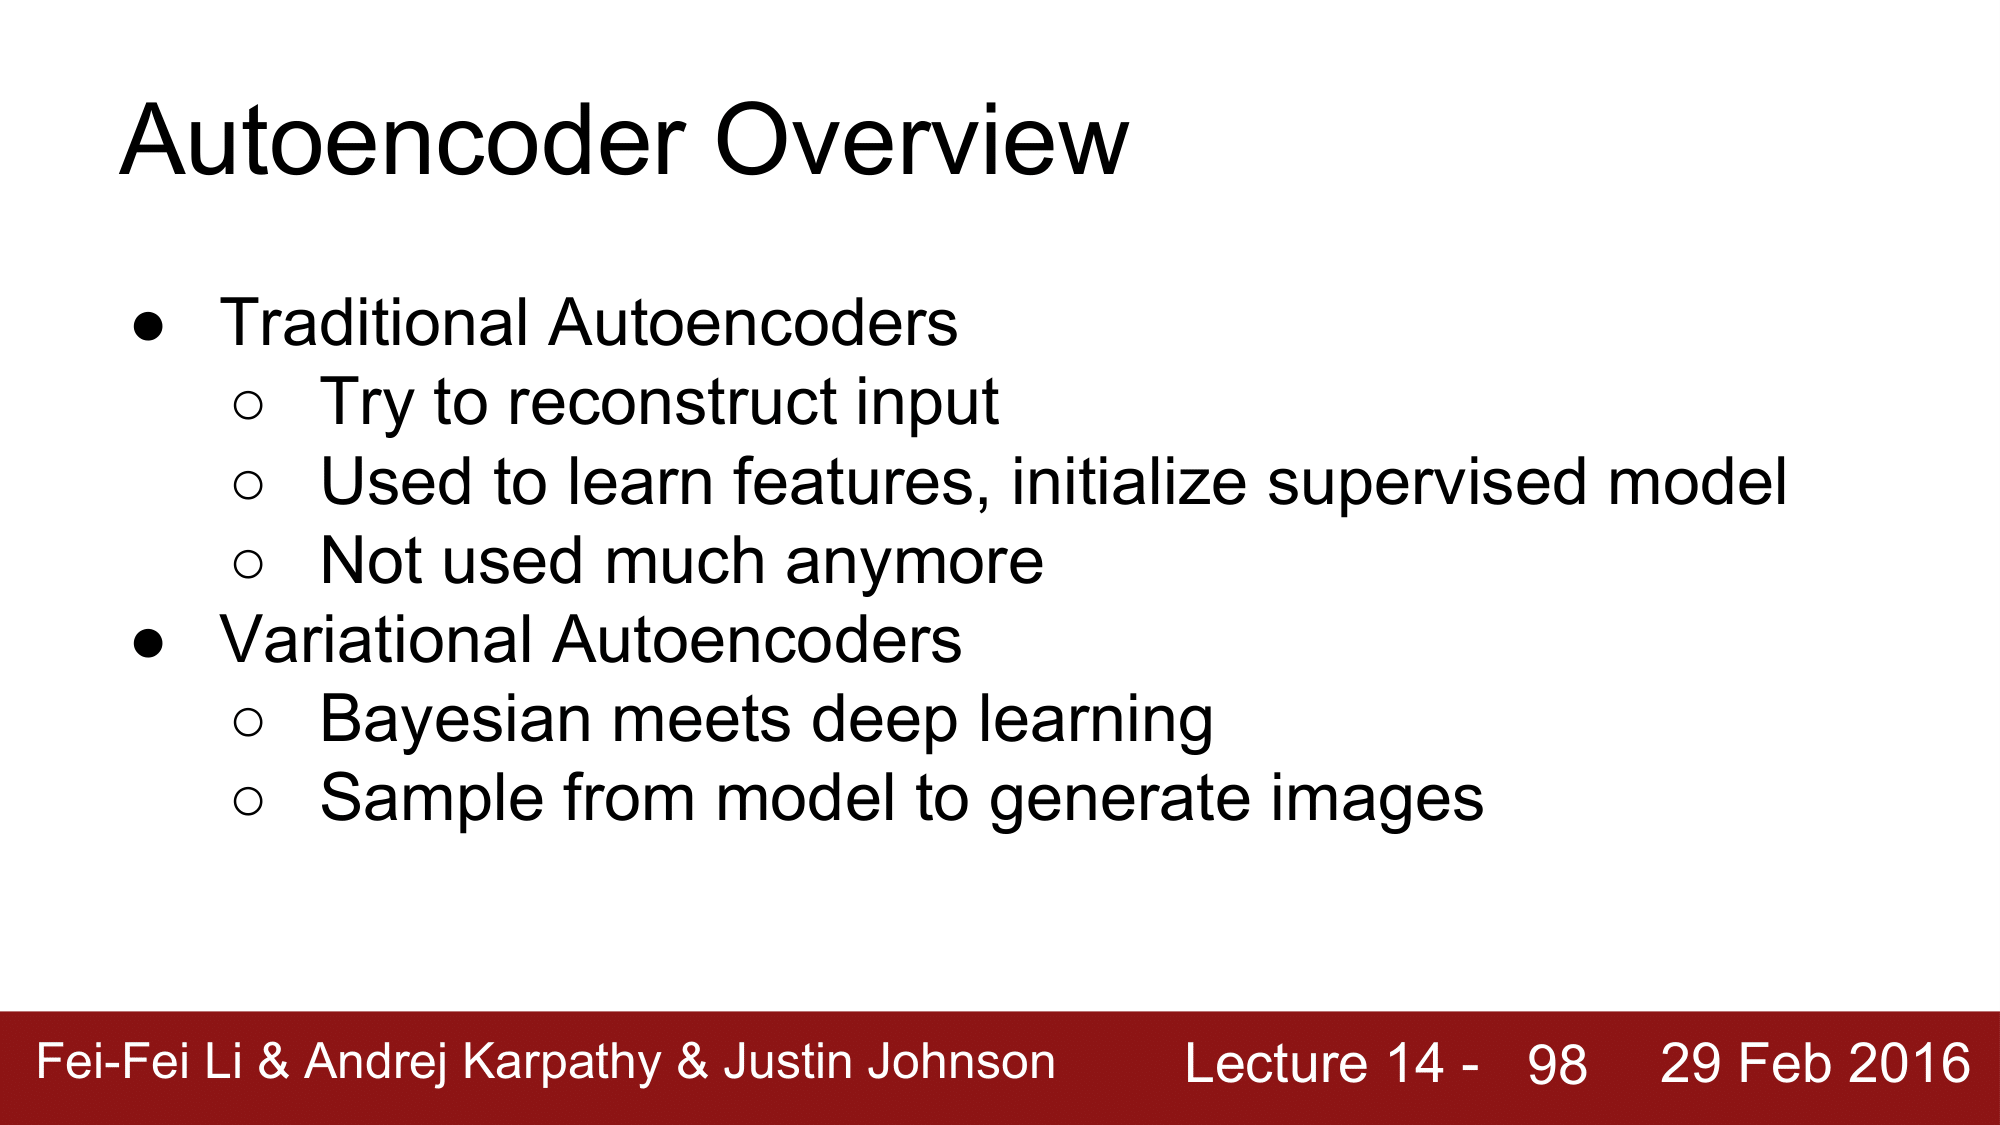 Autoencoder Overview
● Traditional Autoencoders
○ Try to reconstruct input
○ Used to learn features, initialize supervised model
○ Not used much anymore
● Variational Autoencoders
○ Bayesian meets deep learning
○ Sample from model to generate images
Fei-Fei Li & Andrej Karpathy & Justin Johnson Lecture 14 - 98 29 Feb 2016